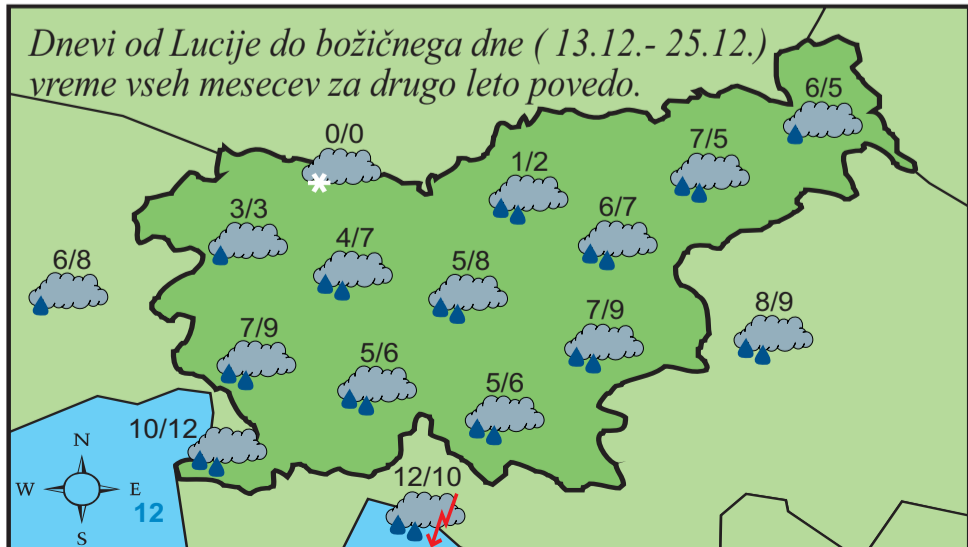 Dnevi od Lucije do božičnega dne ( 13.12.- 25.12.)
vreme vseh mesecev za drugo leto povedo.
6/5
0/0
7/5
1/2
3/3
6/7
4/7
6/8
5/8
8/9
7/9
7/9
5/6
5/6
10/12
N
12/10
W
E
12
S